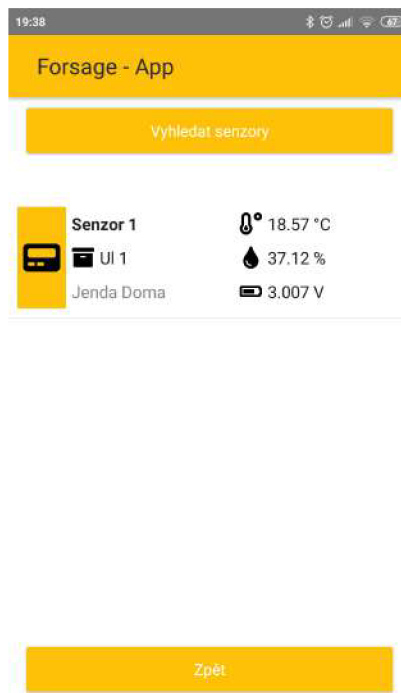 19:38
67
Forsage - App
Vyhledat senzory
Senzor 1
18.57 °C
Ul 1
37.12 %
Jenda Doma
3.007 V
Zpět